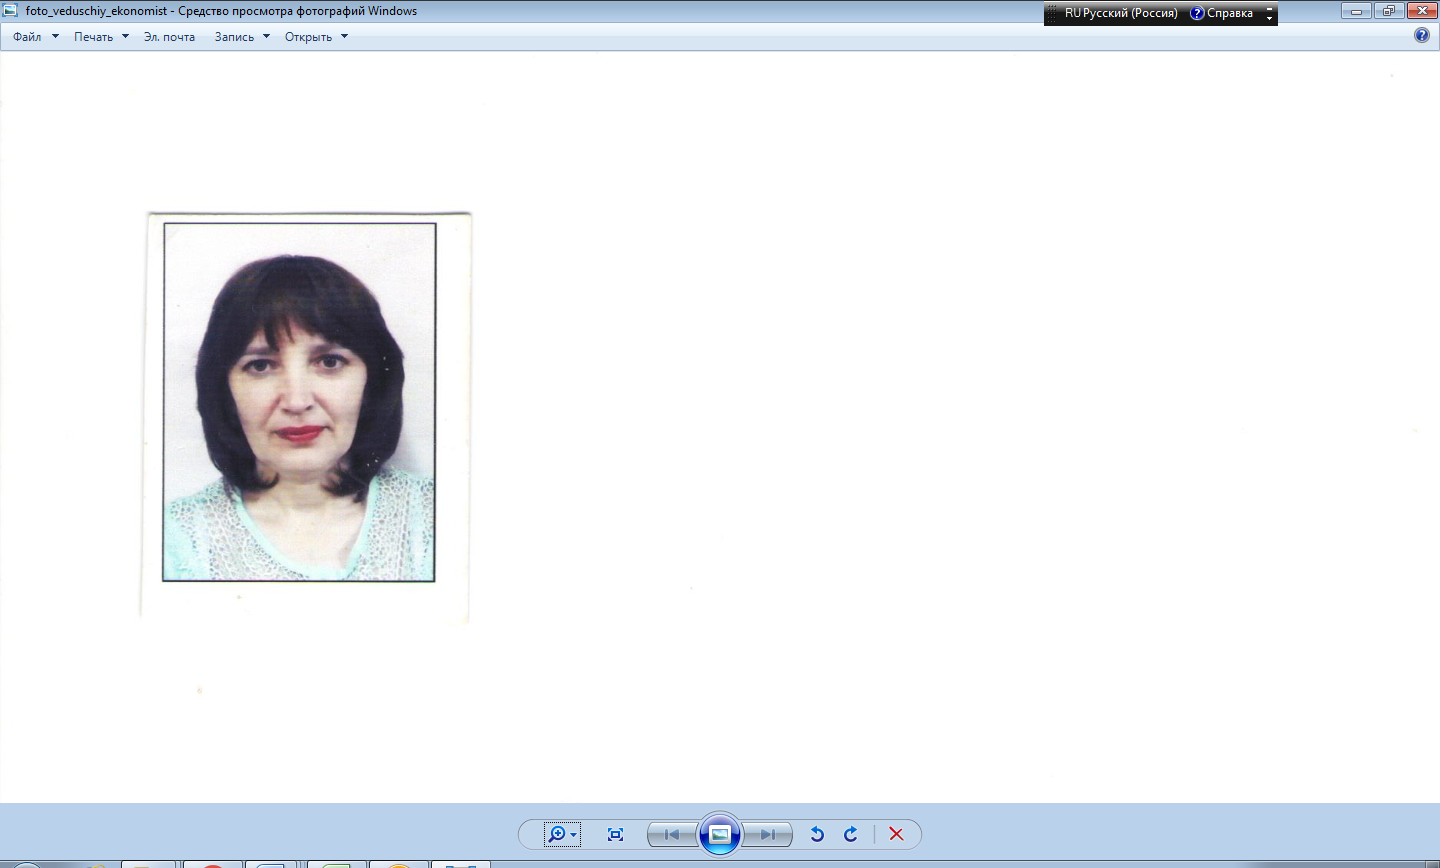 foto_veduschiy_ekonomist - Средство просмотра фотографий Windows
RU Русский (Россия) ? Справка
Файл Печать Эл. почта Запись Открыть ?